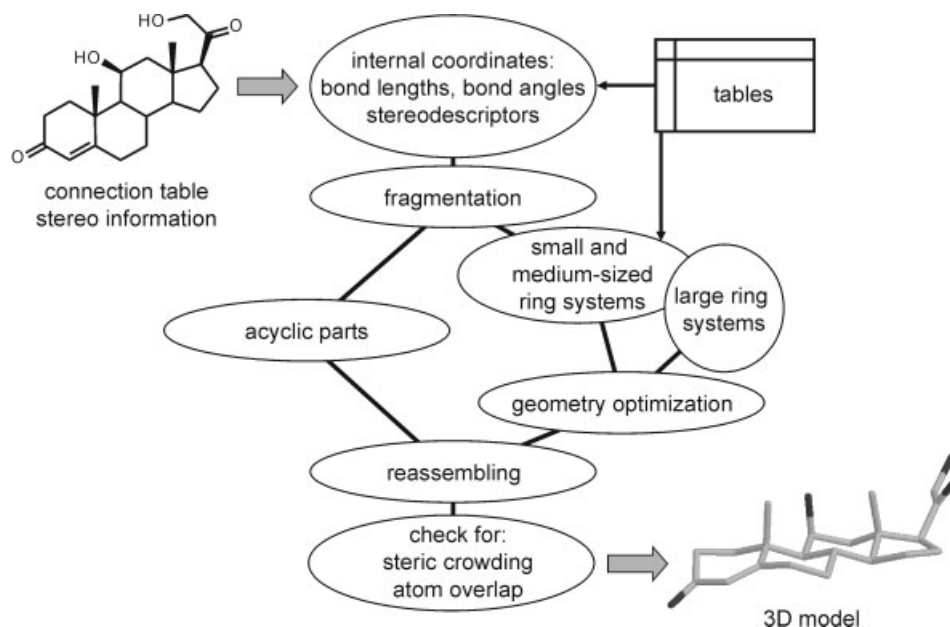 HO
O
HO
O
connection table
stereo information
internal coordinates:
bond lengths, bond angles
stereodescriptors
tables
fragmentation
small and
medium-sized
ring systems
large ring
systems
acyclic parts
geometry optimization
reassembling
check for:
steric crowding
atom overlap
3D model